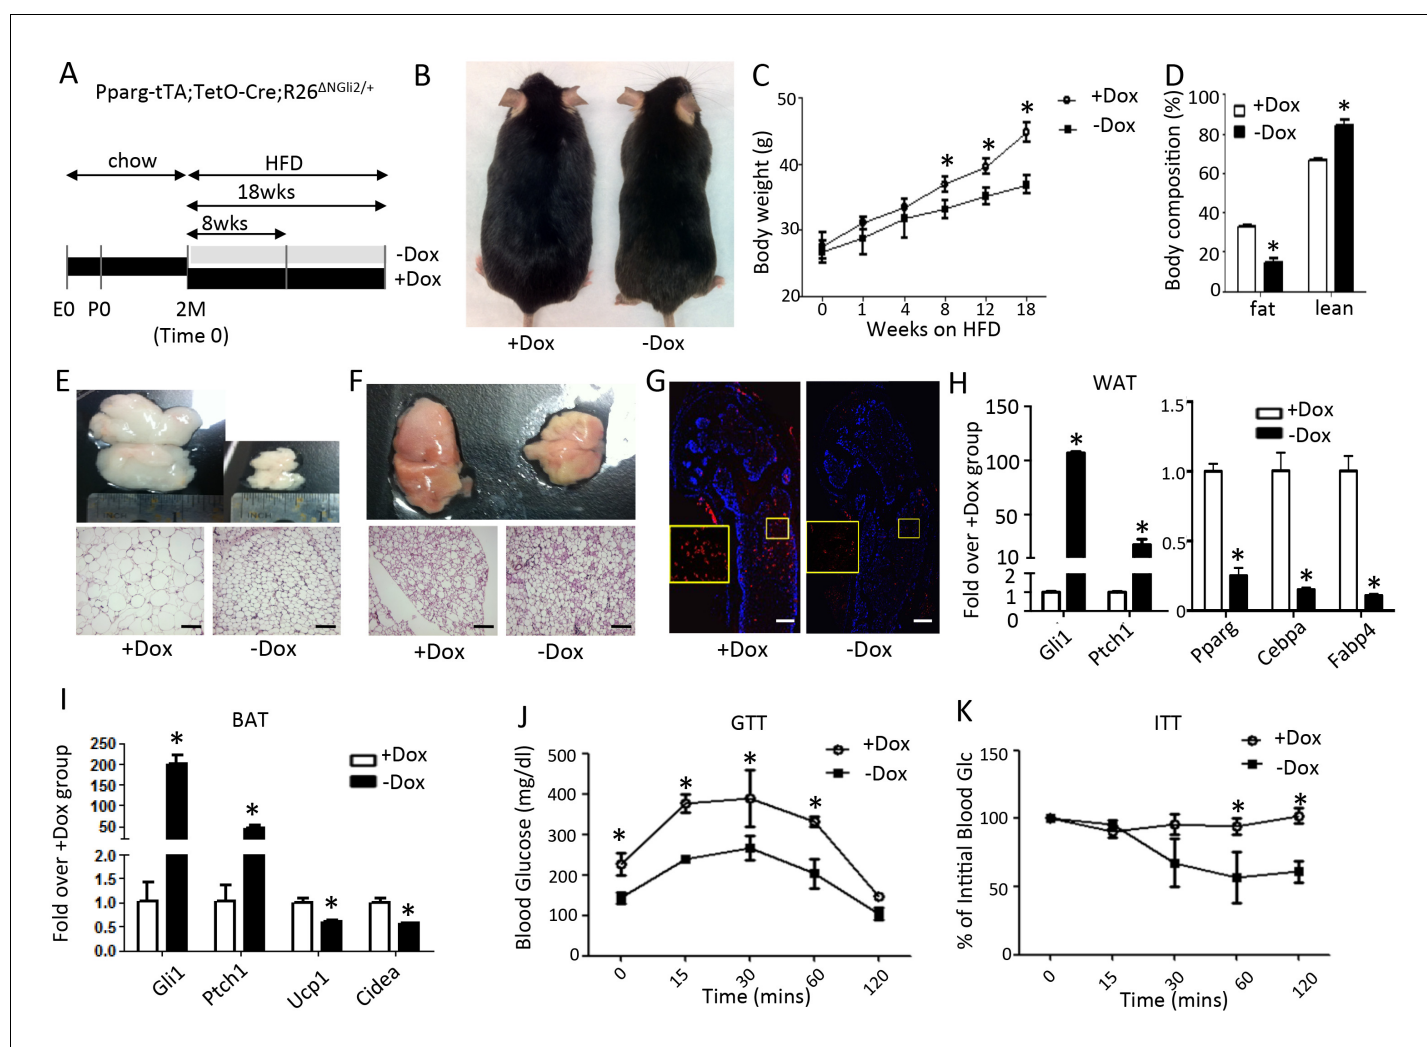 A
Pparg-tTA;TetO-Cre;R26ΔNGli2/+
chow
HFD
18wks
8wks
-Dox
+Dox
E0 P0 2M
(Time 0)
B
+Dox -Dox
C
Body weight (g)
50
40
30
20
0 1 4 8 12 18
Weeks on HFD
* * *
+Dox
-Dox
D
Body composition (%)
100
80
60
40
20
0
+Dox
-Dox
* *
fat lean
E
INCH
+Dox -Dox
F
+Dox -Dox
G
+Dox -Dox
H
WAT
Fold over +Dox group
150
100
50
10
2
1
0
* *
Gli1 Ptch1
1.5
1.0
0.5
0
+Dox
-Dox
* * *
Pparg Cebpa Fabp4
I
BAT
Fold over +Dox group
250
200
150
100
50
2.0
1.5
1.0
0.5
0.0
+Dox
-Dox
* * * *
Gli1 Ptch1 Ucp1 Cidea
J
GTT
Blood Glucose (mg/dl)
500
400
300
200
100
0
+Dox
-Dox
* * * *
0 15 30 60 120
Time (mins)
K
ITT
% of Intitial Blood Glc
150
100
50
0
+Dox
-Dox
* *
0 15 30 60 120
Time (mins)